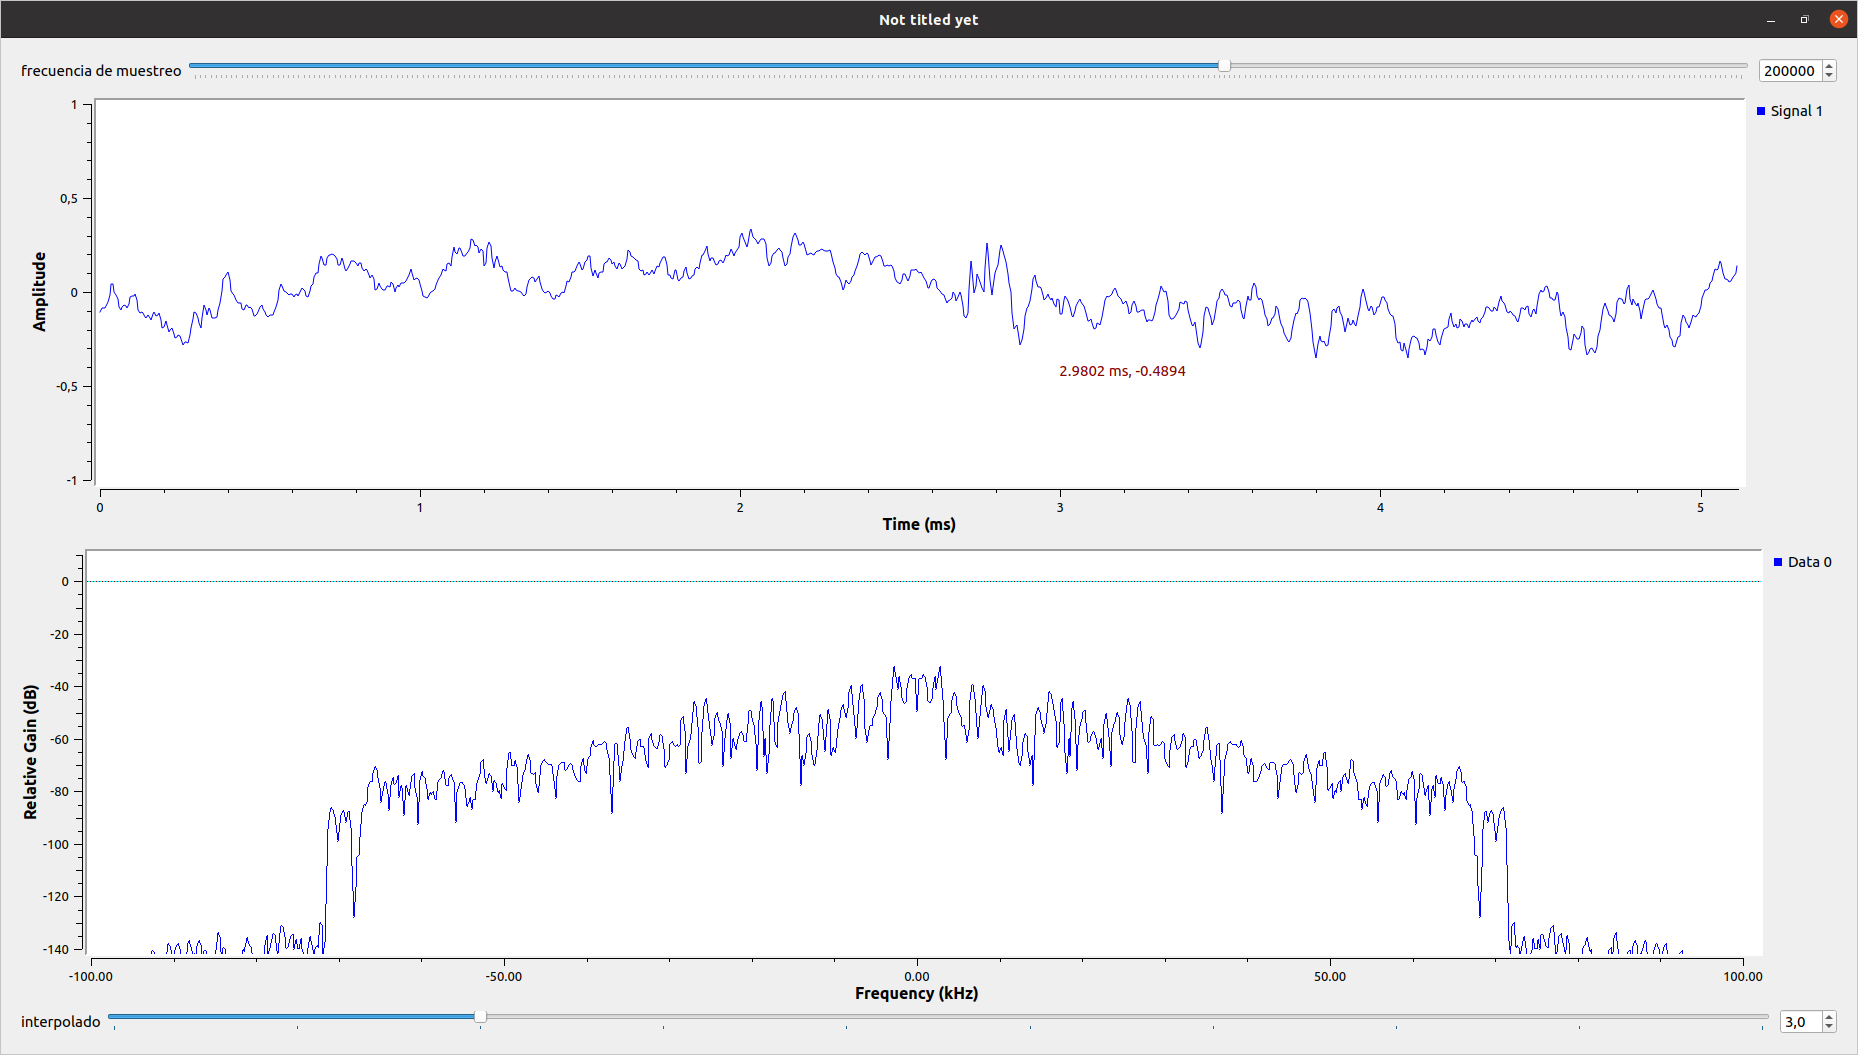 Not titled yet
frecuencia de muestreo 200000
Signal 1
Amplitude
1
0,5
0
-0,5
-1
2.9802 ms, -0.4894
0 1 2 3 4 5
Time (ms)
Data 0
Relative Gain (dB)
0
-20
-40
-60
-80
-100
-120
-140
-100.00 -50.00 0.00 50.00 100.00
Frequency (kHz)
interpolado 3,0